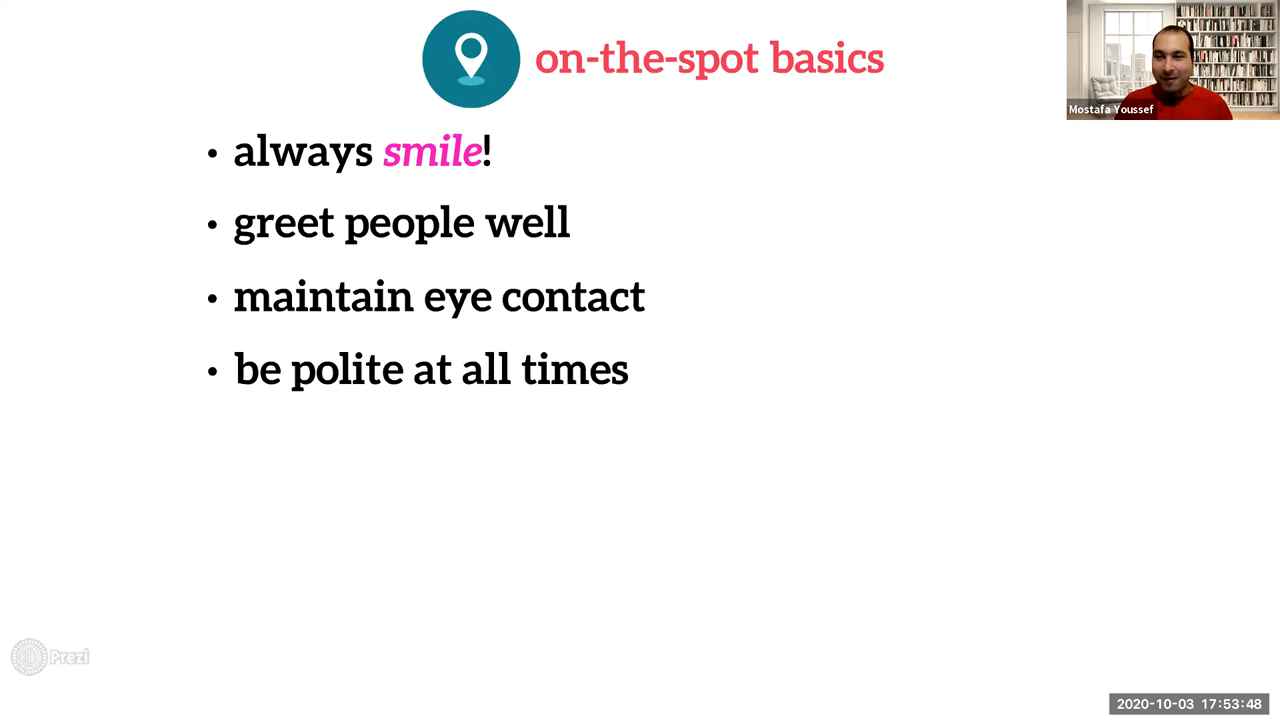 on-the-spot basics
Mostafa Youssef
• always smile!
• greet people well
• maintain eye contact
• be polite at all times
Prezi
2020-10-03 17:53:48